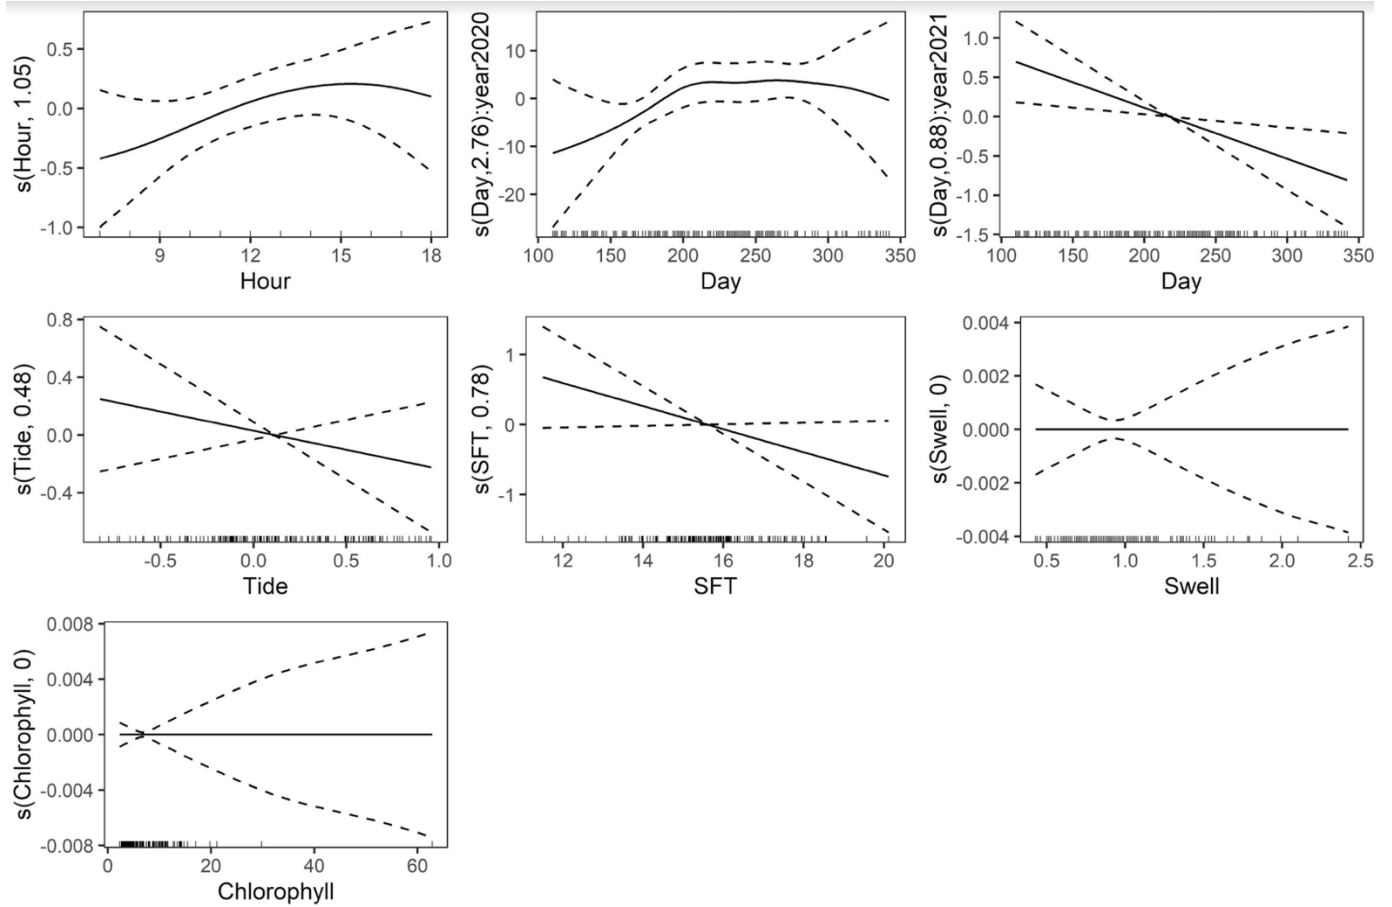 s(Hour, 1.05)
0.5
0.0
-0.5
-1.0
9 12 15 18
Hour
s(Day,2.76):year2020
10
0
-10
-20
100 150 200 250 300 350
Day
s(Day,0.88):year2021
1.0
0.5
0.0
-0.5
-1.0
-1.5
100 150 200 250 300 350
Day
s(Tide, 0.48)
0.8
0.4
0.0
-0.4
-0.5 0.0 0.5 1.0
Tide
s(SFT, 0.78)
1
0
-1
12 14 16 18 20
SFT
s(Swell, 0)
0.004
0.002
0.000
-0.002
-0.004
0.5 1.0 1.5 2.0 2.5
Swell
s(Chlorophyll, 0)
0.008
0.004
0.000
-0.004
-0.008
0 20 40 60
Chlorophyll